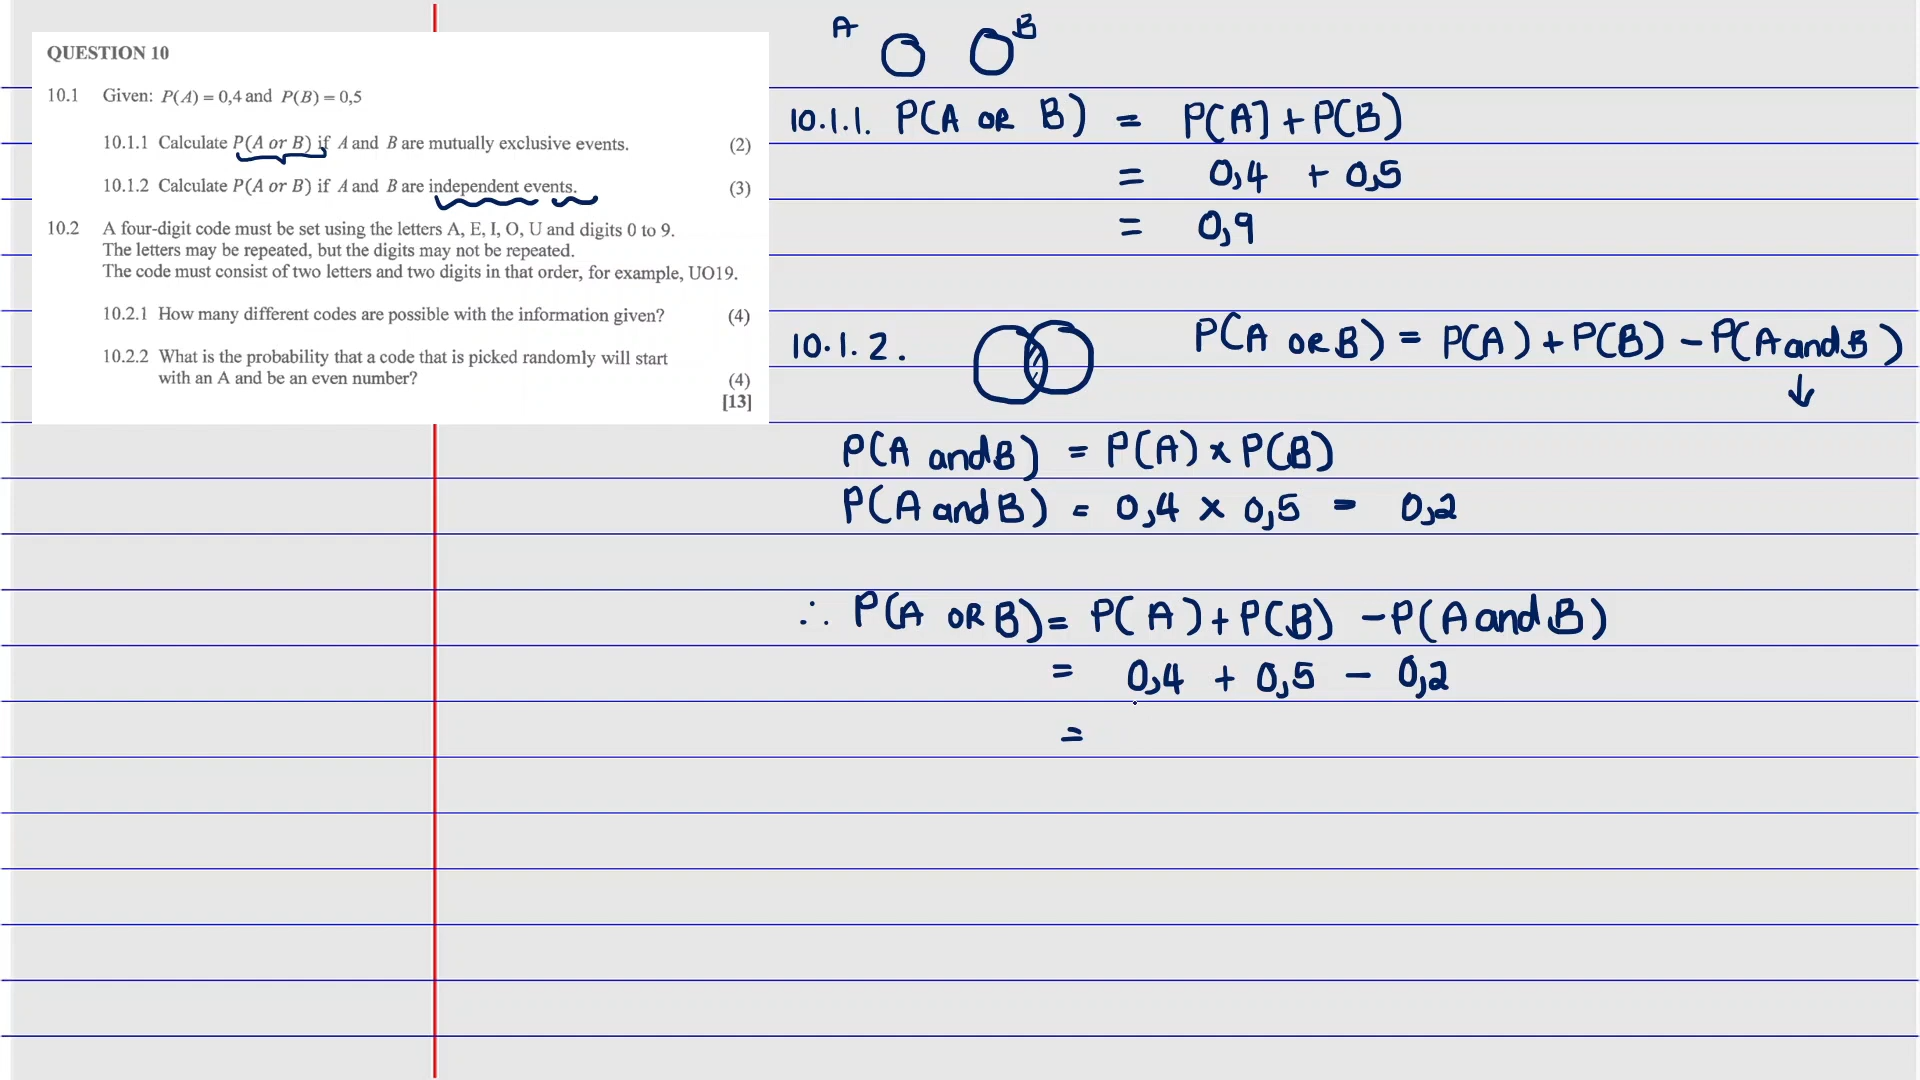 QUESTION 10
10.1 Given: P(A) = 0,4 and P(B) = 0,5
10.1.1 Calculate P(A or B) if A and B are mutually exclusive events. (2)
10.1.2 Calculate P(A or B) if A and B are independent events. (3)
10.2 A four-digit code must be set using the letters A, E, I, O, U and digits 0 to 9.
The letters may be repeated, but the digits may not be repeated.
The code must consist of two letters and two digits in that order, for example, UO19.
10.2.1 How many different codes are possible with the information given? (4)
10.2.2 What is the probability that a code that is picked randomly will start
with an A and be an even number? (4)
[13]
A B
10.1.1. P(A OR B) = P(A] + P(B)
= 0,4 + 0,5
= 0,9
10.1.2. P(A OR B) = P(A) + P(B) - P(A and B)
↓
P(A and B) = P(A) × P(B)
P(A and B) = 0,4 × 0,5 = 0,2
∴ P(A OR B) = P(A) + P(B) - P(A and B)
= 0,4 + 0,5 - 0,2
=